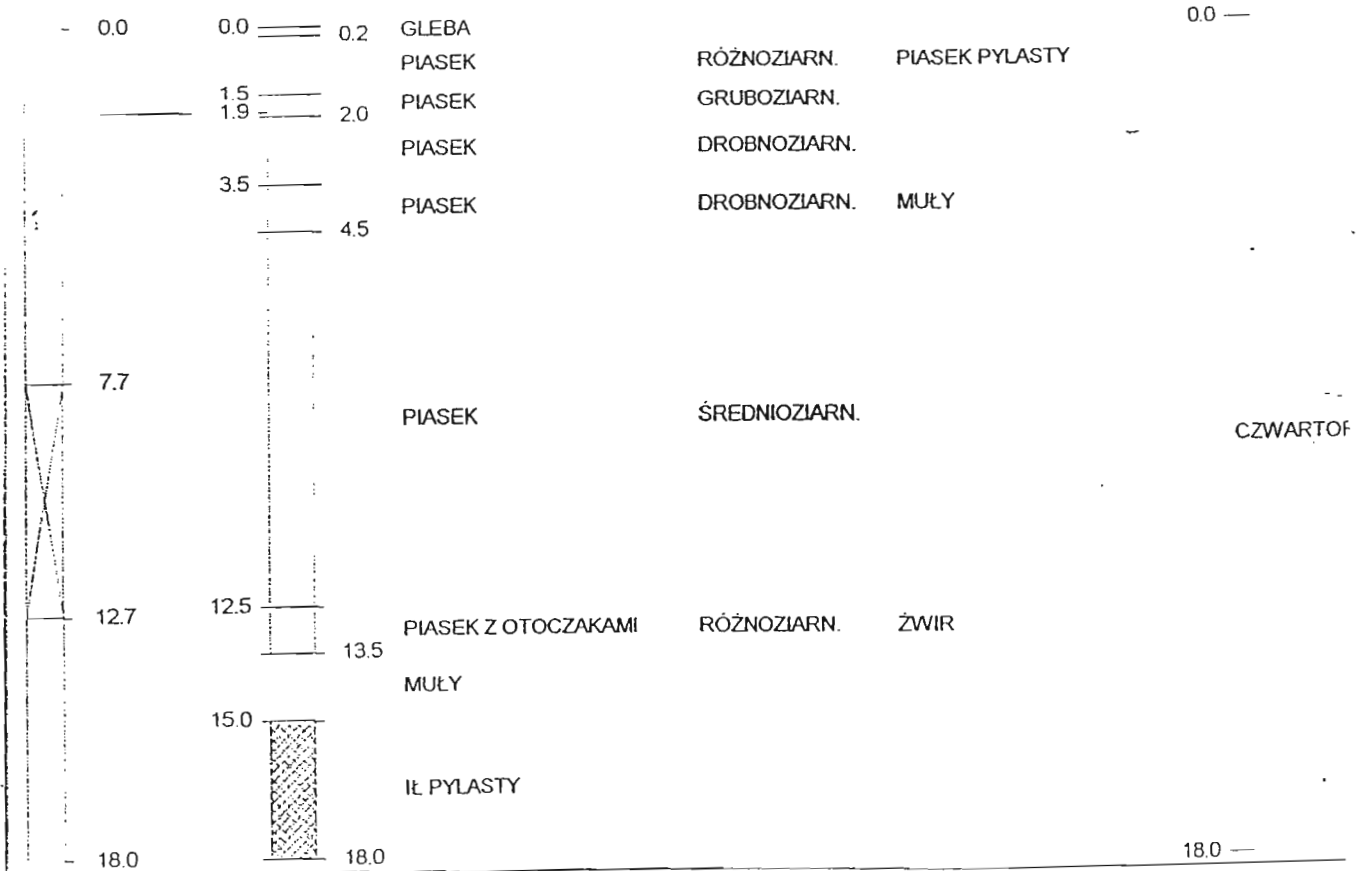 0.0 0.0 0.2 GLEBA 0.0
PIASEK RÓŻNOZIARN. PIASEK PYLASTY
1.5
1.9 2.0 PIASEK GRUBOZIARN.
PIASEK DROBNOZIARN.
3.5
PIASEK DROBNOZIARN. MUŁY
4.5
7.7
PIASEK ŚREDNIOZIARN.
CZWARTOR
12.5
12.7 PIASEK Z OTOCZAKAMI RÓŻNOZIARN. ŻWIR
13.5
MUŁY
15.0
IŁ PYLASTY
18.0 18.0 18.0